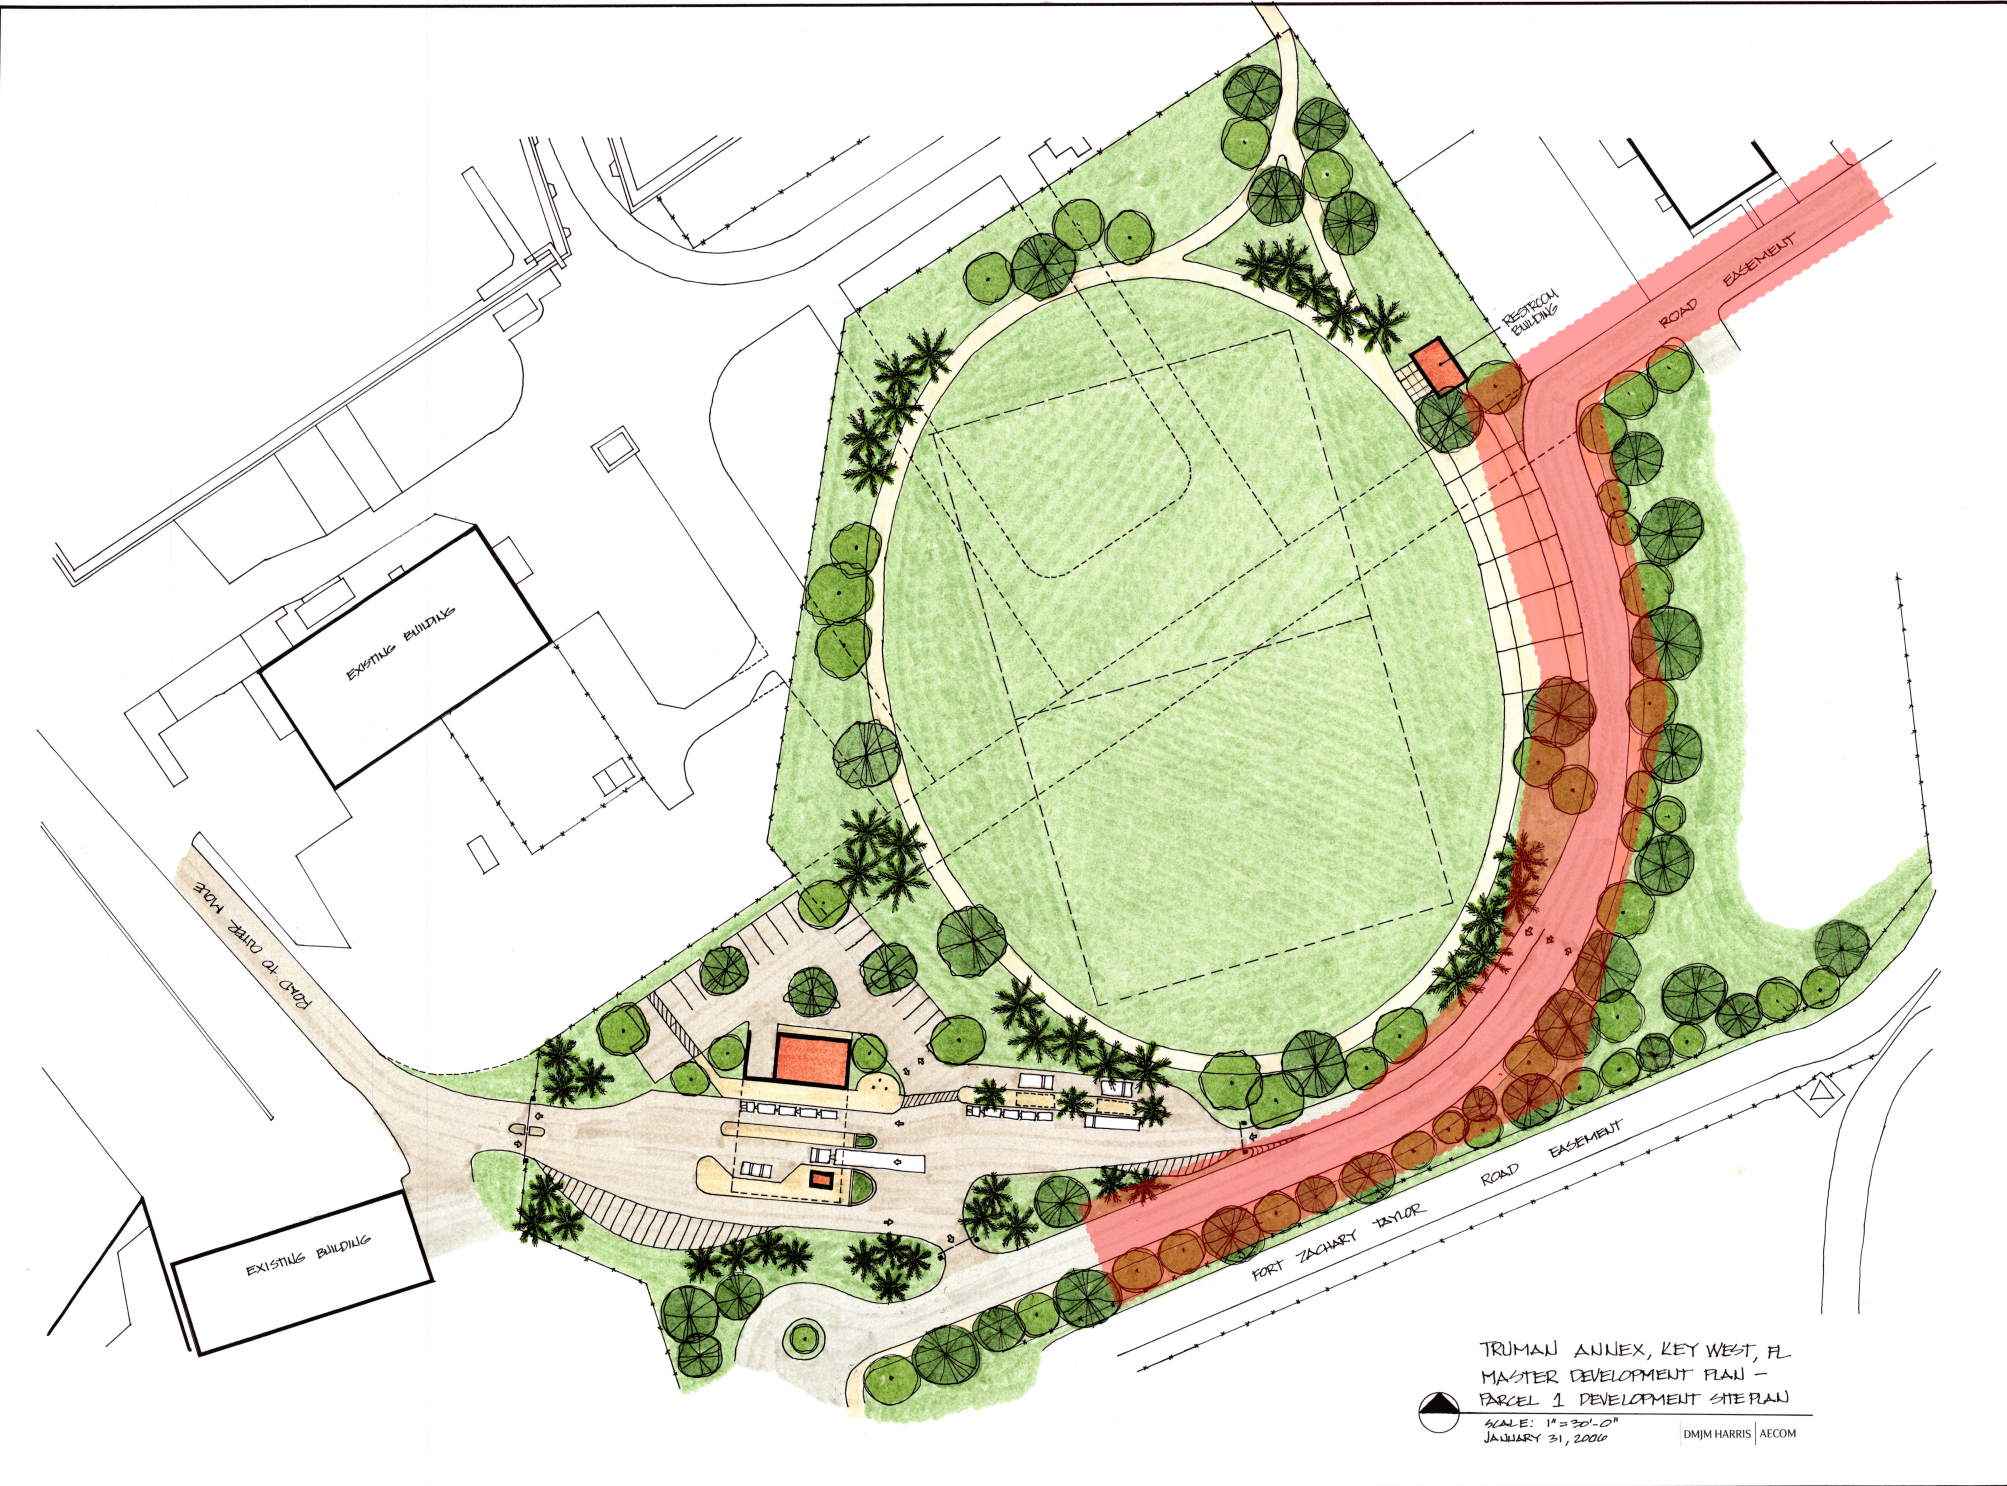 RESTROOM
BUILDING
ROAD EASEMENT
EXISTING BUILDING
ROAD TO OUTER MOLE
EXISTING BUILDING
FORT ZACHARY TAYLOR ROAD EASEMENT
TRUMAN ANNEX, KEY WEST, FL
MASTER DEVELOPMENT PLAN -
PARCEL 1 DEVELOPMENT SITE PLAN
SCALE: 1" = 30'-0"
JANUARY 31, 2006
DMJM HARRIS | AECOM